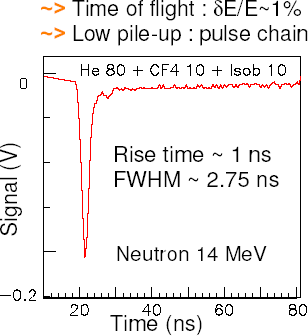 ~> Time of flight : δE/E~1%
~> Low pile-up : pulse chain
He 80 + CF4 10 + Isob 10
0
Rise time ~ 1 ns
FWHM ~ 2.75 ns
Signal (V)
Neutron 14 MeV
−0.2
20 40 60 80
Time (ns)